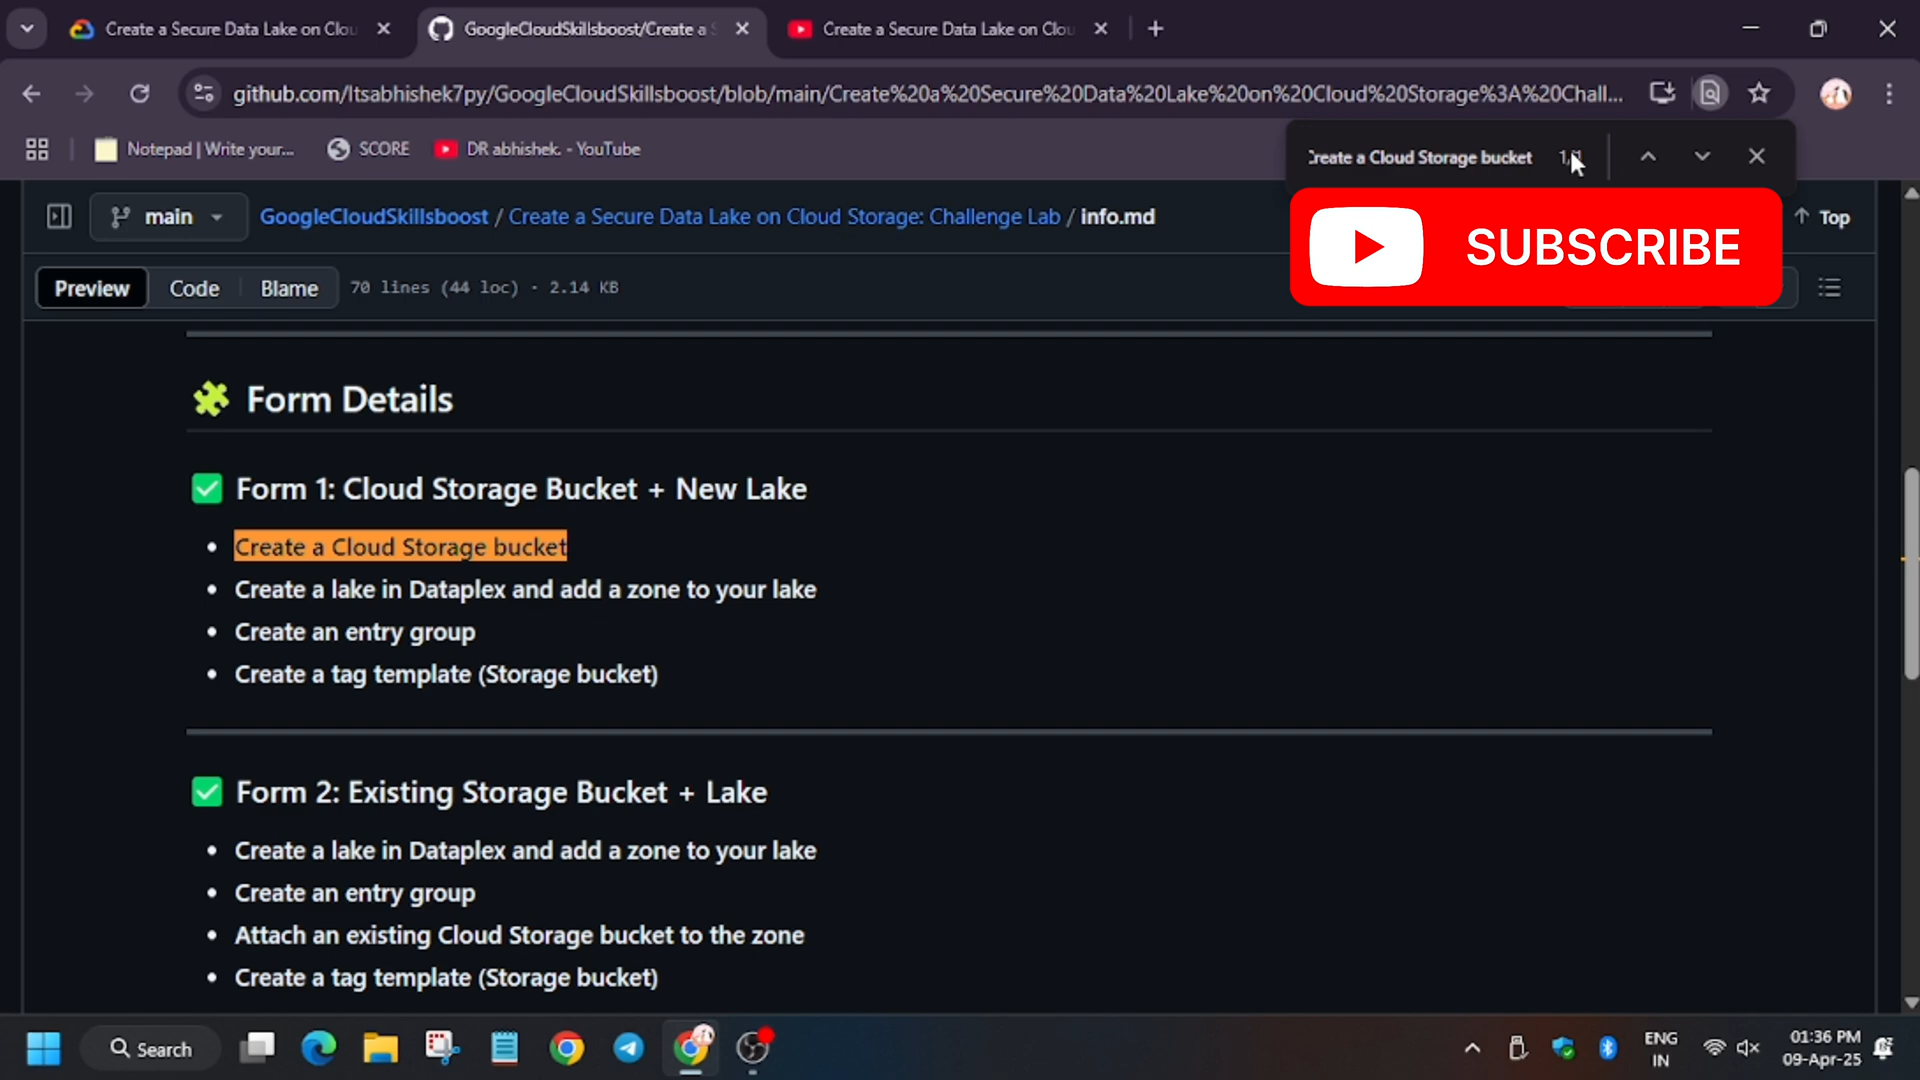 Create a Secure Data Lake on Clou
GoogleCloudSkillsboost/Create a S
Create a Secure Data Lake on Clou
github.com/Itsabhishek7py/GoogleCloudSkillsboost/blob/main/Create%20a%20Secure%20Data%20Lake%20on%20Cloud%20Storage%3A%20Chall...
Notepad | Write your...
SCORE
DR abhishek. - YouTube
Create a Cloud Storage bucket
1/1
main
GoogleCloudSkillsboost / Create a Secure Data Lake on Cloud Storage: Challenge Lab / info.md
SUBSCRIBE
Top
Preview
Code
Blame
70 lines (44 loc) · 2.14 KB
Form Details
Form 1: Cloud Storage Bucket + New Lake
• Create a Cloud Storage bucket
• Create a lake in Dataplex and add a zone to your lake
• Create an entry group
• Create a tag template (Storage bucket)
Form 2: Existing Storage Bucket + Lake
• Create a lake in Dataplex and add a zone to your lake
• Create an entry group
• Attach an existing Cloud Storage bucket to the zone
• Create a tag template (Storage bucket)
Search
ENG
IN
01:36 PM
09-Apr-25